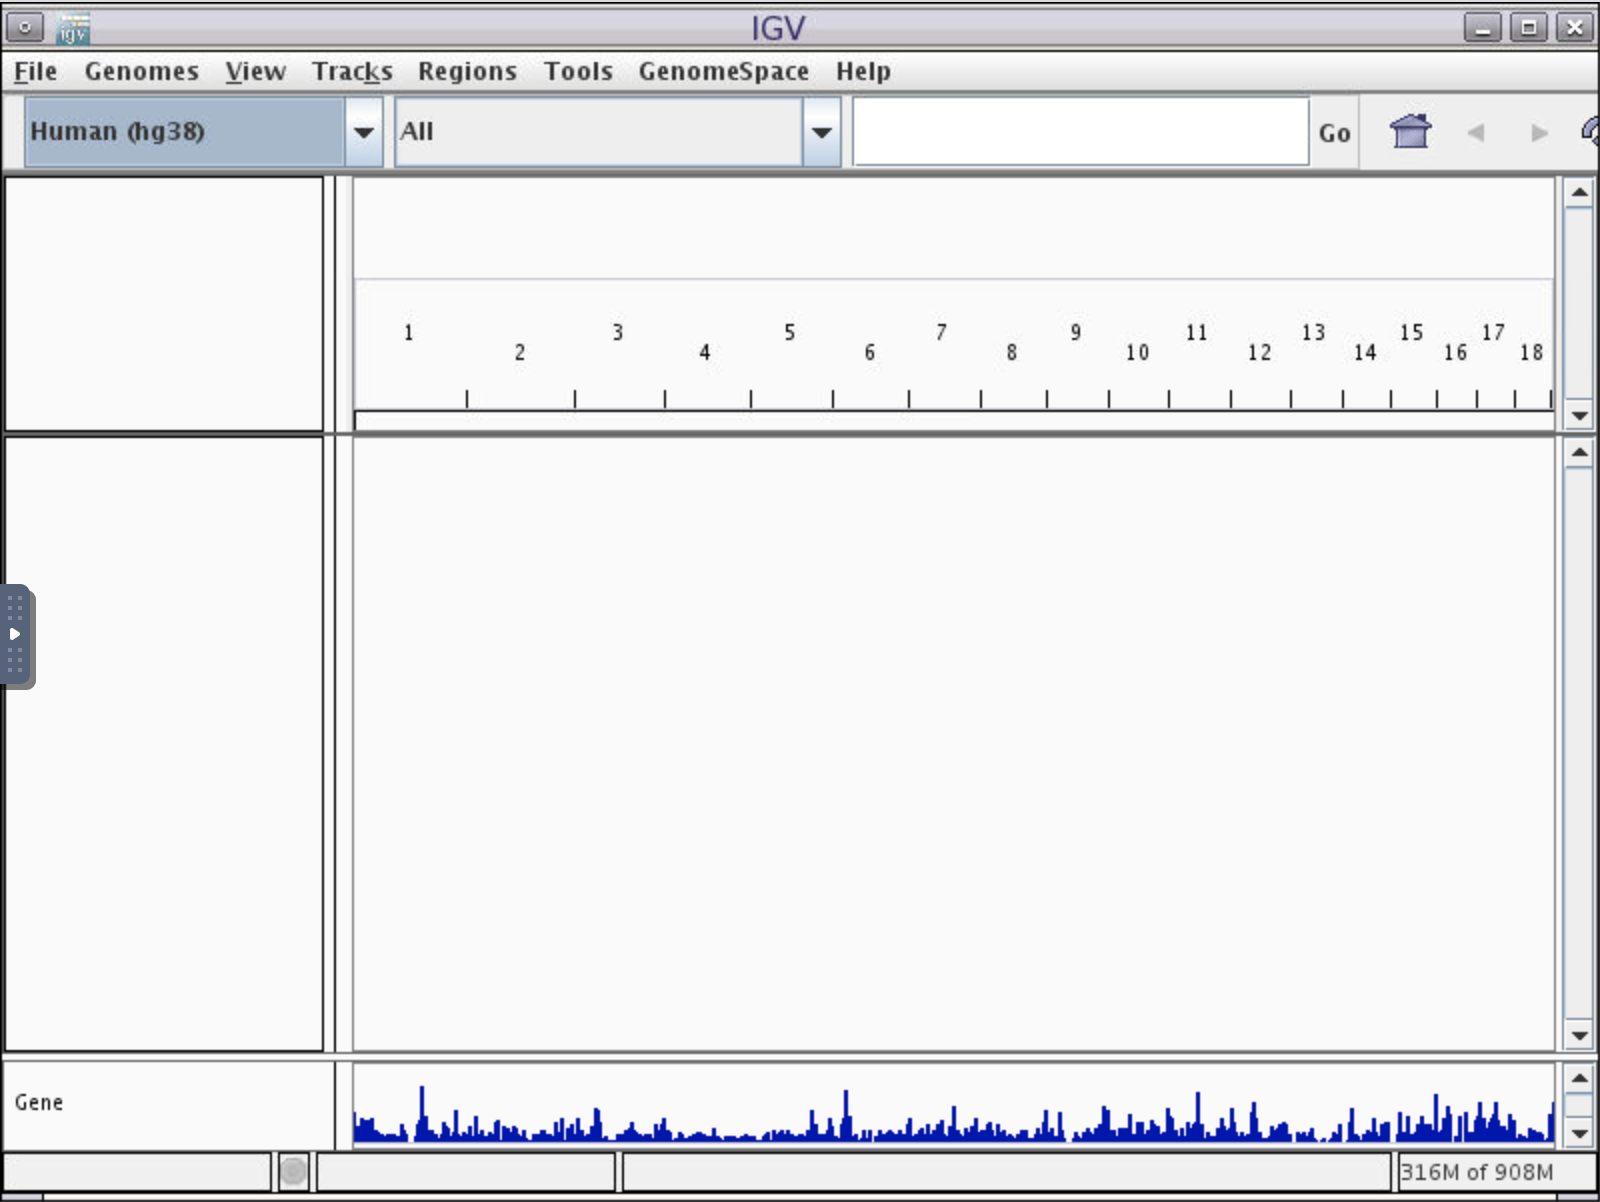 IGV
igv
File Genomes View Tracks Regions Tools GenomeSpace Help
Human (hg38) All Go
1 3 5 7 9 11 13 15 17
2 4 6 8 10 12 14 16 18
Gene
316M of 908M